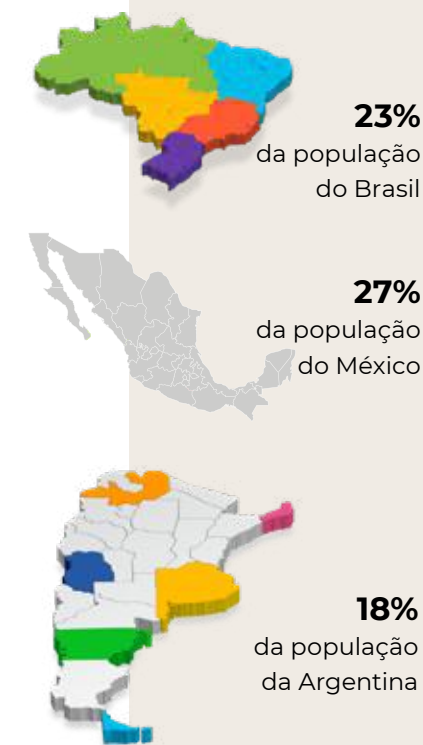 23%
da população
do Brasil
27%
da população
do México
18%
da população
da Argentina